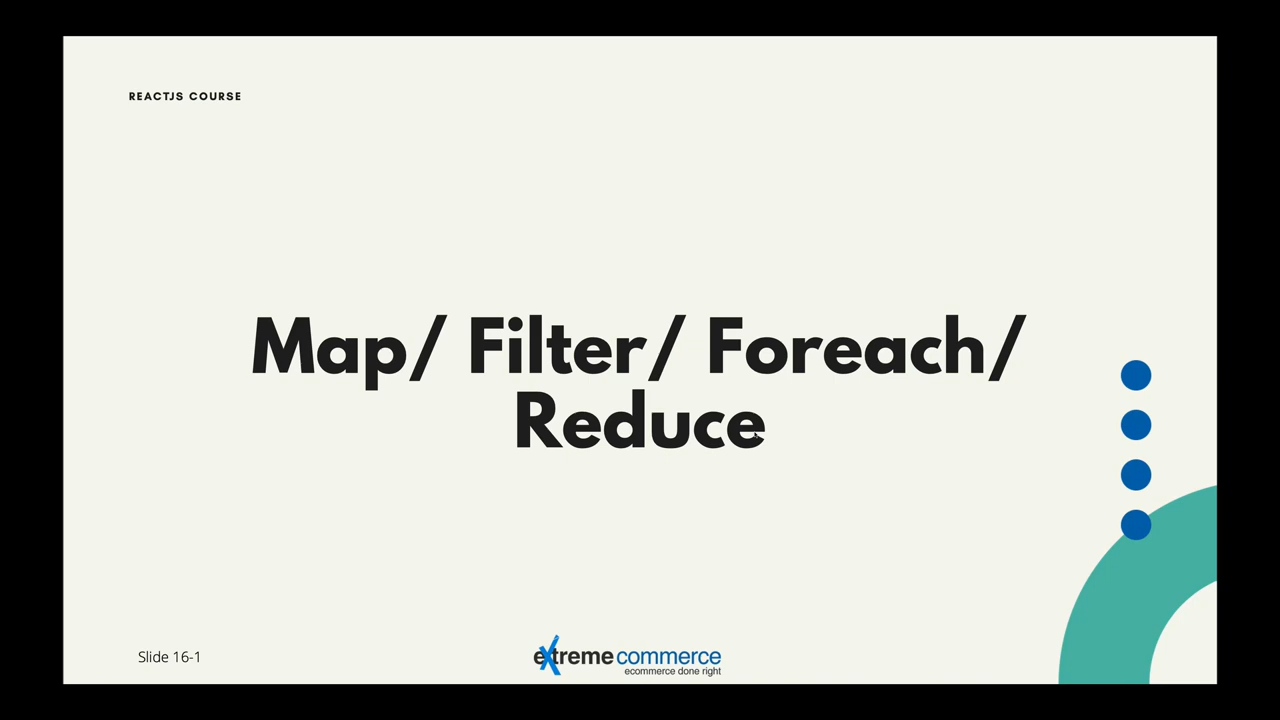 REACTJS COURSE
Map/ Filter/ Foreach/
Reduce
Slide 16-1
extreme commerce
ecommerce done right